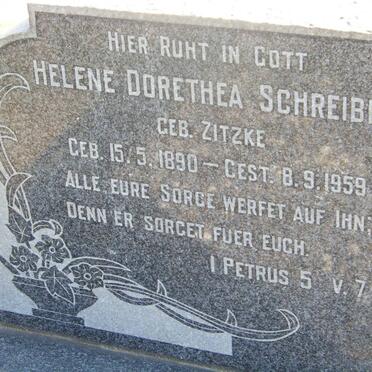 HIER RUHT IN GOTT
HELENE DORETHEA SCHREIB
GEB. ZITZKE
GEB. 15.5.1890 – GEST. 8.9.1959
ALLE EURE SORGE WERFET AUF IHN;
DENN ER SORGET FUER EUCH.
I PETRUS 5 V. 7